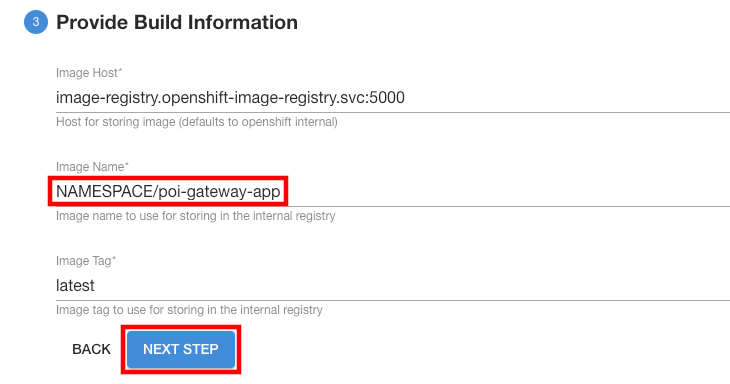 3 Provide Build Information
Image Host*
image-registry.openshift-image-registry.svc:5000
Host for storing image (defaults to openshift internal)
Image Name*
NAMESPACE/poi-gateway-app
Image name to use for storing in the internal registry
Image Tag*
latest
Image tag to use for storing in the internal registry
BACK NEXT STEP